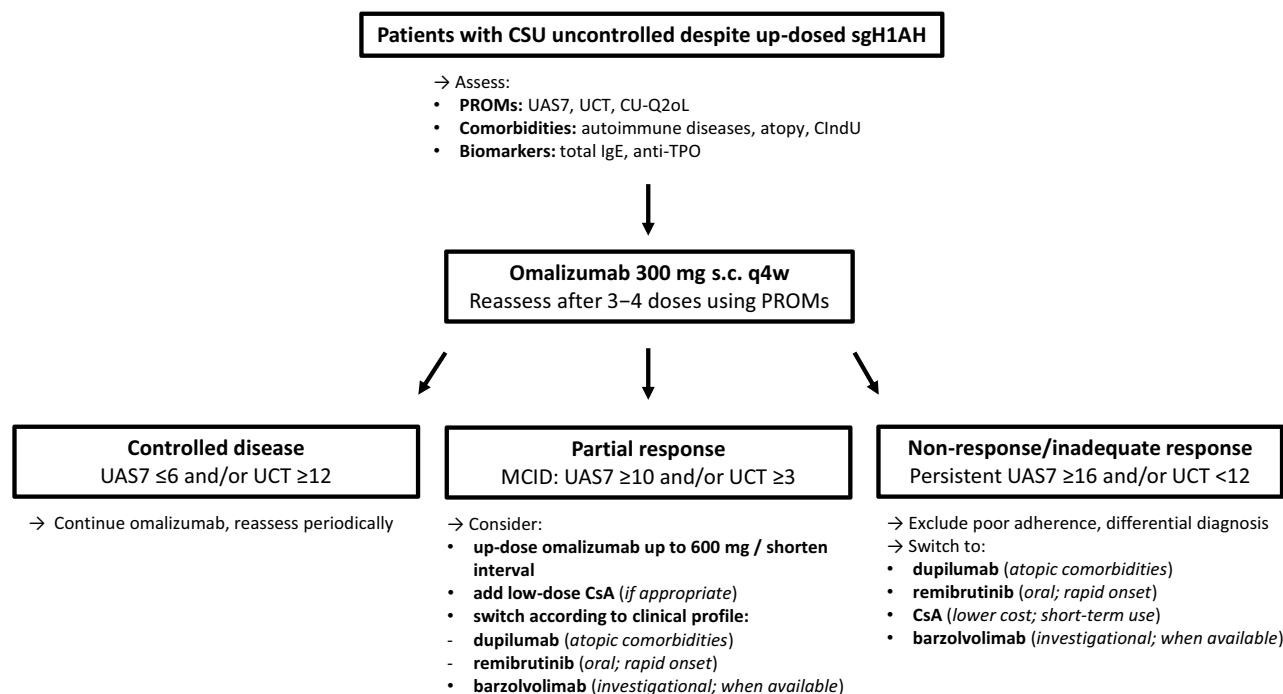 Patients with CSU uncontrolled despite up-dosed sgH1AH
→ Assess:
• PROMs: UAS7, UCT, CU-Q2oL
• Comorbidities: autoimmune diseases, atopy, CIndU
• Biomarkers: total IgE, anti-TPO
Omalizumab 300 mg s.c. q4w
Reassess after 3−4 doses using PROMs
Controlled disease
UAS7 ≤6 and/or UCT ≥12
→ Continue omalizumab, reassess periodically
Partial response
MCID: UAS7 ≥10 and/or UCT ≥3
→ Consider:
• up-dose omalizumab up to 600 mg / shorten
interval
• add low-dose CsA (if appropriate)
• switch according to clinical profile:
- dupilumab (atopic comorbidities)
- remibrutinib (oral; rapid onset)
• barzolvolimab (investigational; when available)
Non-response/inadequate response
Persistent UAS7 ≥16 and/or UCT <12
→ Exclude poor adherence, differential diagnosis
→ Switch to:
• dupilumab (atopic comorbidities)
• remibrutinib (oral; rapid onset)
• CsA (lower cost; short-term use)
• barzolvolimab (investigational; when available)